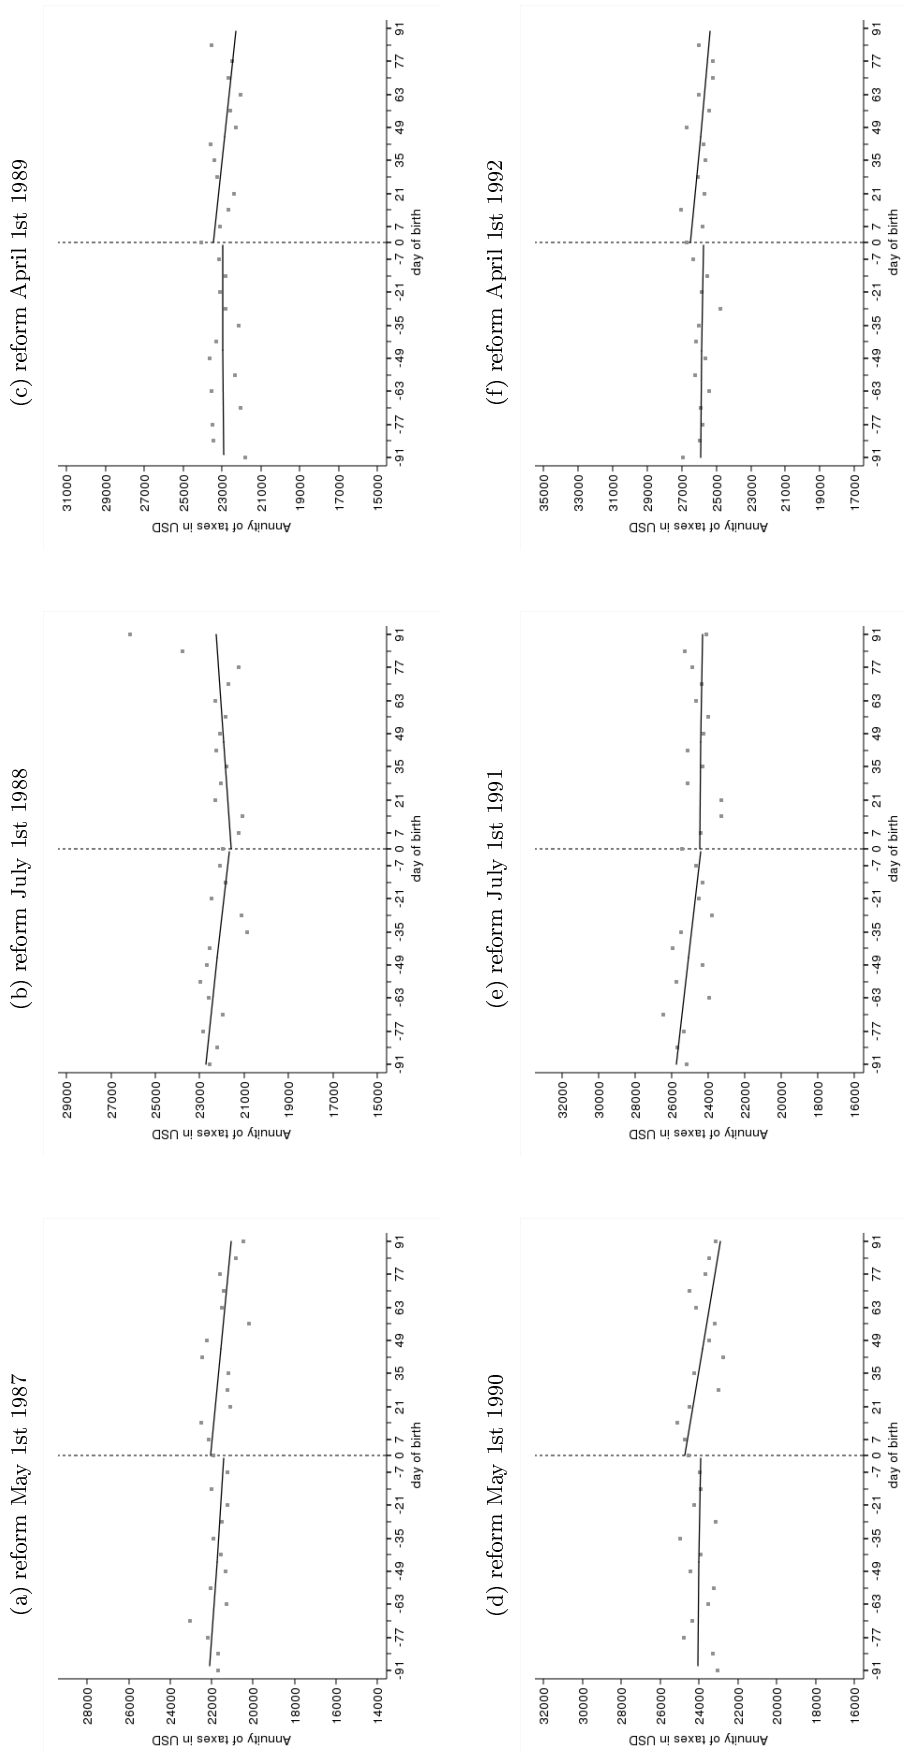 (a) reform May 1st 1987
Annuity of taxes in USD
28000
26000
24000
22000
20000
18000
16000
14000
-91 -77 -63 -49 -35 -21 -7 0 7 21 35 49 63 77 91
day of birth
(b) reform July 1st 1988
Annuity of taxes in USD
29000
27000
25000
23000
21000
19000
17000
15000
-91 -77 -63 -49 -35 -21 -7 0 7 21 35 49 63 77 91
day of birth
(c) reform April 1st 1989
Annuity of taxes in USD
31000
29000
27000
25000
23000
21000
19000
17000
15000
-91 -77 -63 -49 -35 -21 -7 0 7 21 35 49 63 77 91
day of birth
(d) reform May 1st 1990
Annuity of taxes in USD
32000
30000
28000
26000
24000
22000
20000
18000
16000
-91 -77 -63 -49 -35 -21 -7 0 7 21 35 49 63 77 91
day of birth
(e) reform July 1st 1991
Annuity of taxes in USD
32000
30000
28000
26000
24000
22000
20000
18000
16000
-91 -77 -63 -49 -35 -21 -7 0 7 21 35 49 63 77 91
day of birth
(f) reform April 1st 1992
Annuity of taxes in USD
35000
33000
31000
29000
27000
25000
23000
21000
19000
17000
-91 -77 -63 -49 -35 -21 -7 0 7 21 35 49 63 77 91
day of birth